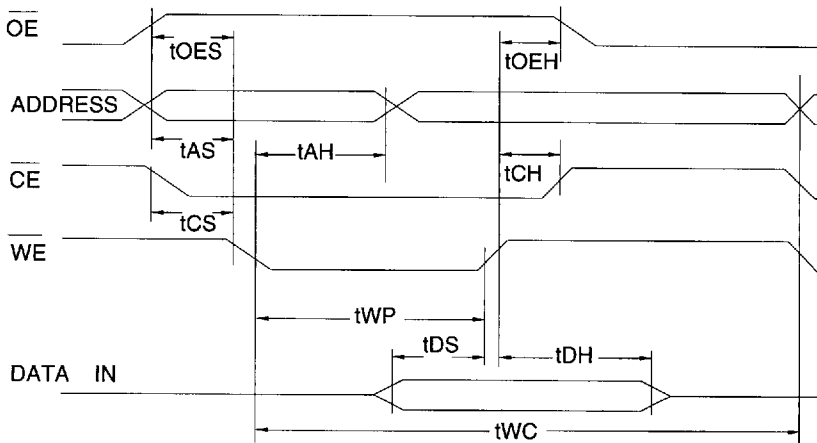 OE
tOES
tOEH
ADDRESS
tAS
tAH
tCH
CE
tCS
WE
tWP
tDS
tDH
DATA IN
tWC